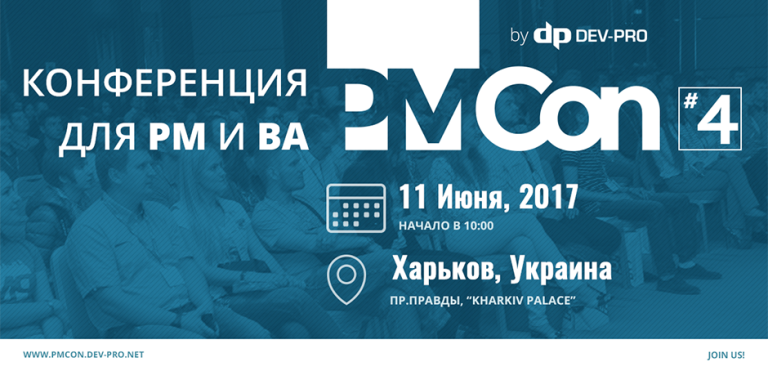 by dp DEV-PRO
КОНФЕРЕНЦИЯ
ДЛЯ PM И BA
PMCon #4
11 Июня, 2017
НАЧАЛО В 10:00
Харьков, Украина
ПР.ПРАВДЫ, “KHARKIV PALACE”
WWW.PMCON.DEV-PRO.NET
JOIN US!